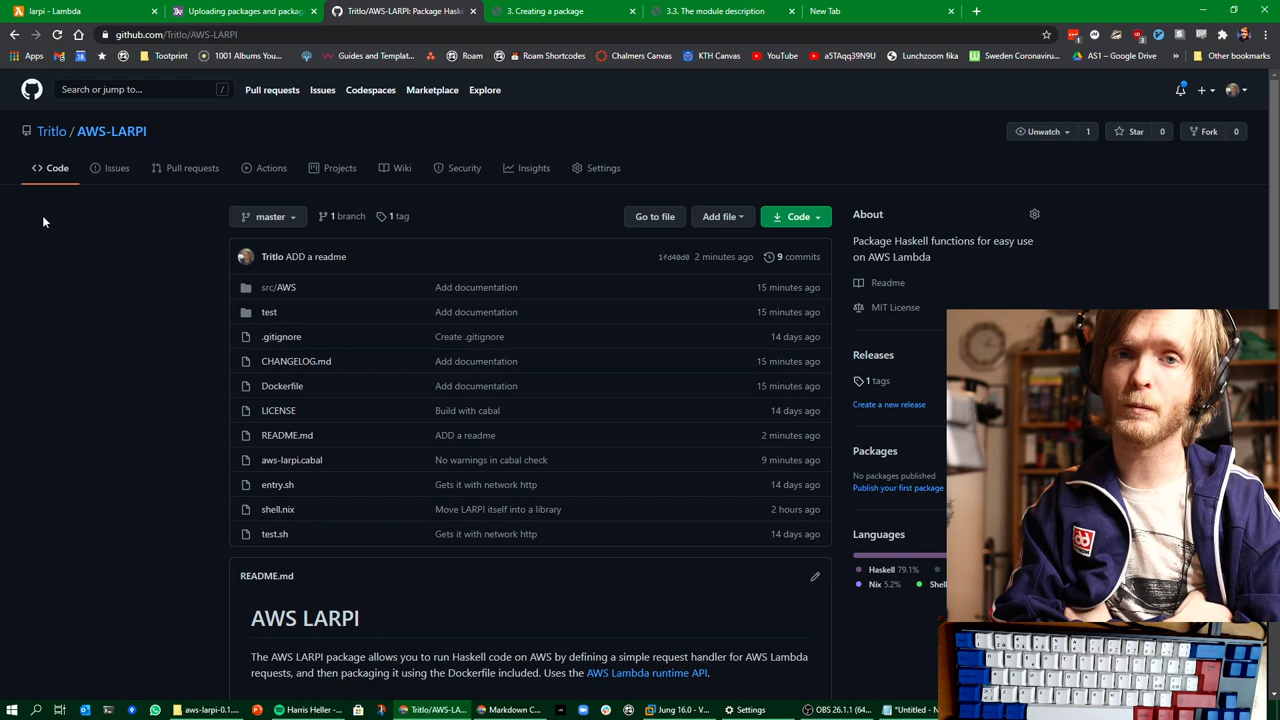 larpi - Lambda
Uploading packages and packag
Tritlo/AWS-LARPI: Package Hask
3. Creating a package
3.3. The module description
New Tab
github.com/Tritlo/AWS-LARPI
Apps
Tootprint
1001 Albums You...
Guides and Templat...
Roam
Roam Shortcodes
Chalmers Canvas
KTH Canvas
YouTube
a5TAqq39N9U
Lunchzoom fika
Sweden Coronaviru...
AS1 – Google Drive
»
Other bookmarks
Search or jump to...
/
Pull requests
Issues
Codespaces
Marketplace
Explore
Tritlo / AWS-LARPI
Unwatch
1
Star
0
Fork
0
Code
Issues
Pull requests
Actions
Projects
Wiki
Security
Insights
Settings
master
1 branch
1 tag
Go to file
Add file
Code
Tritlo ADD a readme
1fd40d0
2 minutes ago
9 commits
src/AWS
Add documentation
15 minutes ago
test
Add documentation
15 minutes ago
.gitignore
Create .gitignore
14 days ago
CHANGELOG.md
Add documentation
15 minutes ago
Dockerfile
Add documentation
15 minutes ago
LICENSE
Build with cabal
14 days ago
README.md
ADD a readme
2 minutes ago
aws-larpi.cabal
No warnings in cabal check
9 minutes ago
entry.sh
Gets it with network http
14 days ago
shell.nix
Move LARPI itself into a library
2 hours ago
test.sh
Gets it with network http
14 days ago
README.md
AWS LARPI
The AWS LARPI package allows you to run Haskell code on AWS by defining a simple request handler for AWS Lambda
requests, and then packaging it using the Dockerfile included. Uses the AWS Lambda runtime API.
About
Package Haskell functions for easy use
on AWS Lambda
Readme
MIT License
Releases
1 tags
Create a new release
Packages
No packages published
Publish your first package
Languages
Haskell 79.1%
Nix 5.2%
Shell
aws-larpi-0.1....
Harris Heller - ...
Tritlo/AWS-LA...
Markdown C...
OBS 26.1.1 (64...
*Untitled - No
Jung 16.0 - V...
Settings